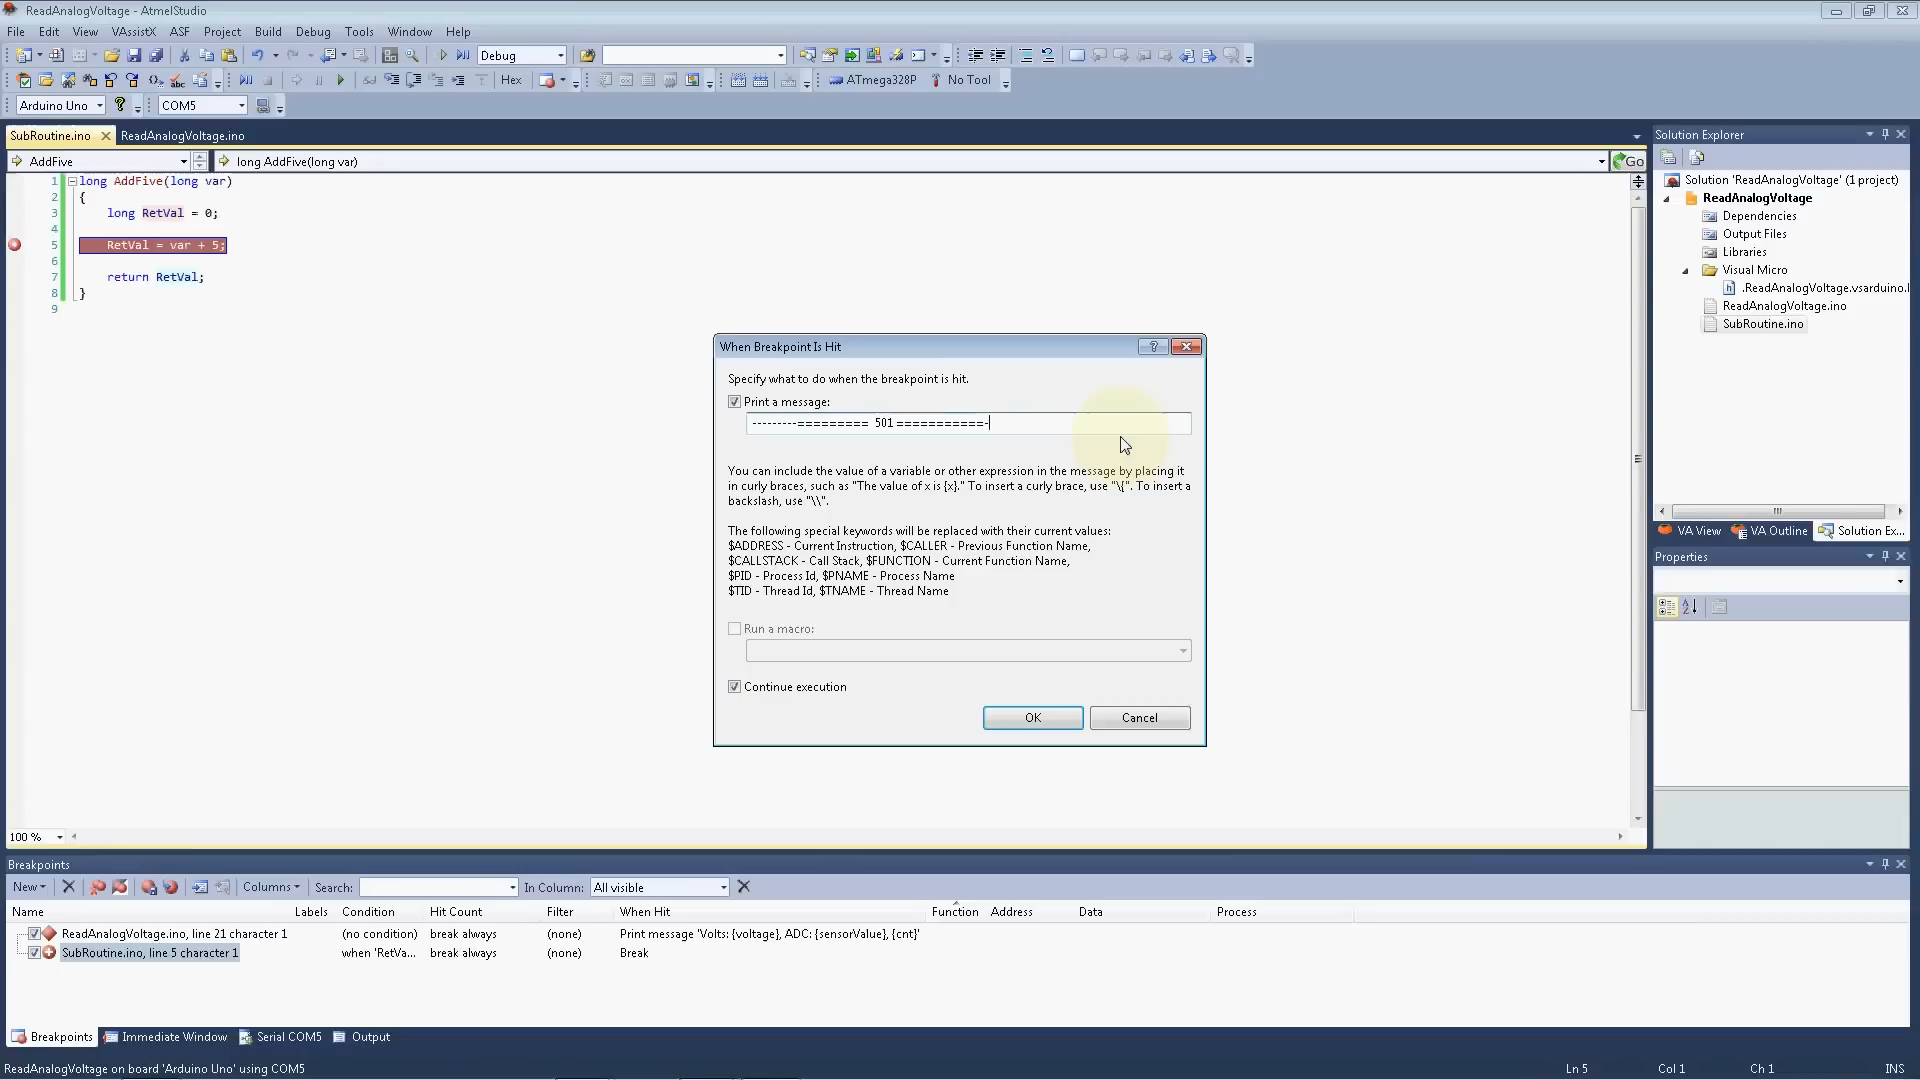 ReadAnalogVoltage - AtmelStudio
File Edit View VAssistX ASF Project Build Debug Tools Window Help
Debug
Hex ATmega328P No Tool
Arduino Uno COM5
SubRoutine.ino ReadAnalogVoltage.ino
AddFive long AddFive(long var) Go
1 long AddFive(long var)
2 {
3 long RetVal = 0;
4
5 RetVal = var + 5;
6
7 return RetVal;
8 }
9
100 %
When Breakpoint Is Hit
Specify what to do when the breakpoint is hit.
Print a message:
---------========= 501 ===========-
You can include the value of a variable or other expression in the message by placing it
in curly braces, such as "The value of x is {x}." To insert a curly brace, use "\{". To insert a
backslash, use "\\".
The following special keywords will be replaced with their current values:
$ADDRESS - Current Instruction, $CALLER - Previous Function Name,
$CALLSTACK - Call Stack, $FUNCTION - Current Function Name,
$PID - Process Id, $PNAME - Process Name
$TID - Thread Id, $TNAME - Thread Name
Run a macro:
Continue execution
OK Cancel
Solution Explorer
Solution 'ReadAnalogVoltage' (1 project)
ReadAnalogVoltage
Dependencies
Output Files
Libraries
Visual Micro
.ReadAnalogVoltage.vsarduino.
ReadAnalogVoltage.ino
SubRoutine.ino
VA View VA Outline Solution Ex...
Properties
Breakpoints
New Columns Search: In Column: All visible
Name Labels Condition Hit Count Filter When Hit Function Address Data Process
ReadAnalogVoltage.ino, line 21 character 1 (no condition) break always (none) Print message 'Volts: {voltage}, ADC: {sensorValue}, {cnt}'
SubRoutine.ino, line 5 character 1 when 'RetVa... break always (none) Break
Breakpoints Immediate Window Serial COM5 Output
ReadAnalogVoltage on board 'Arduino Uno' using COM5 Ln 5 Col 1 Ch 1 INS